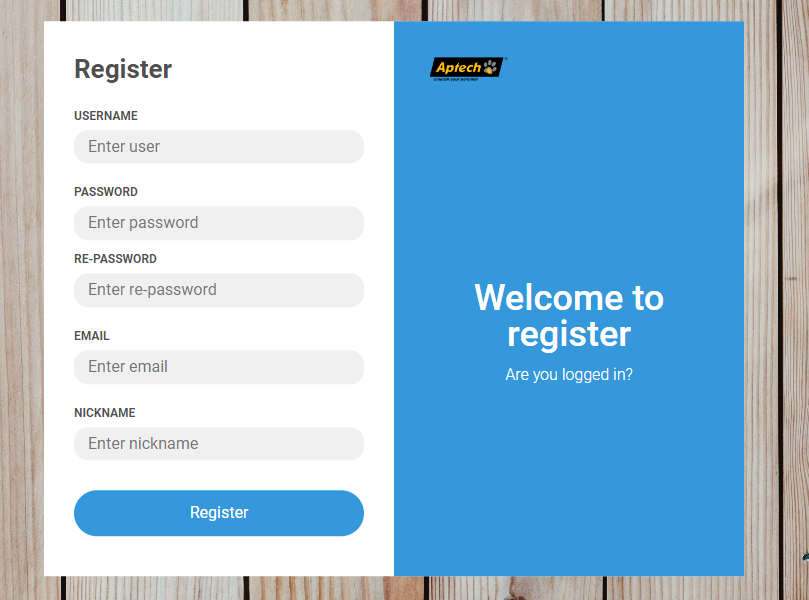 Register
USERNAME
Enter user
PASSWORD
Enter password
RE-PASSWORD
Enter re-password
EMAIL
Enter email
NICKNAME
Enter nickname
Register
Aptech
Welcome to
register
Are you logged in?